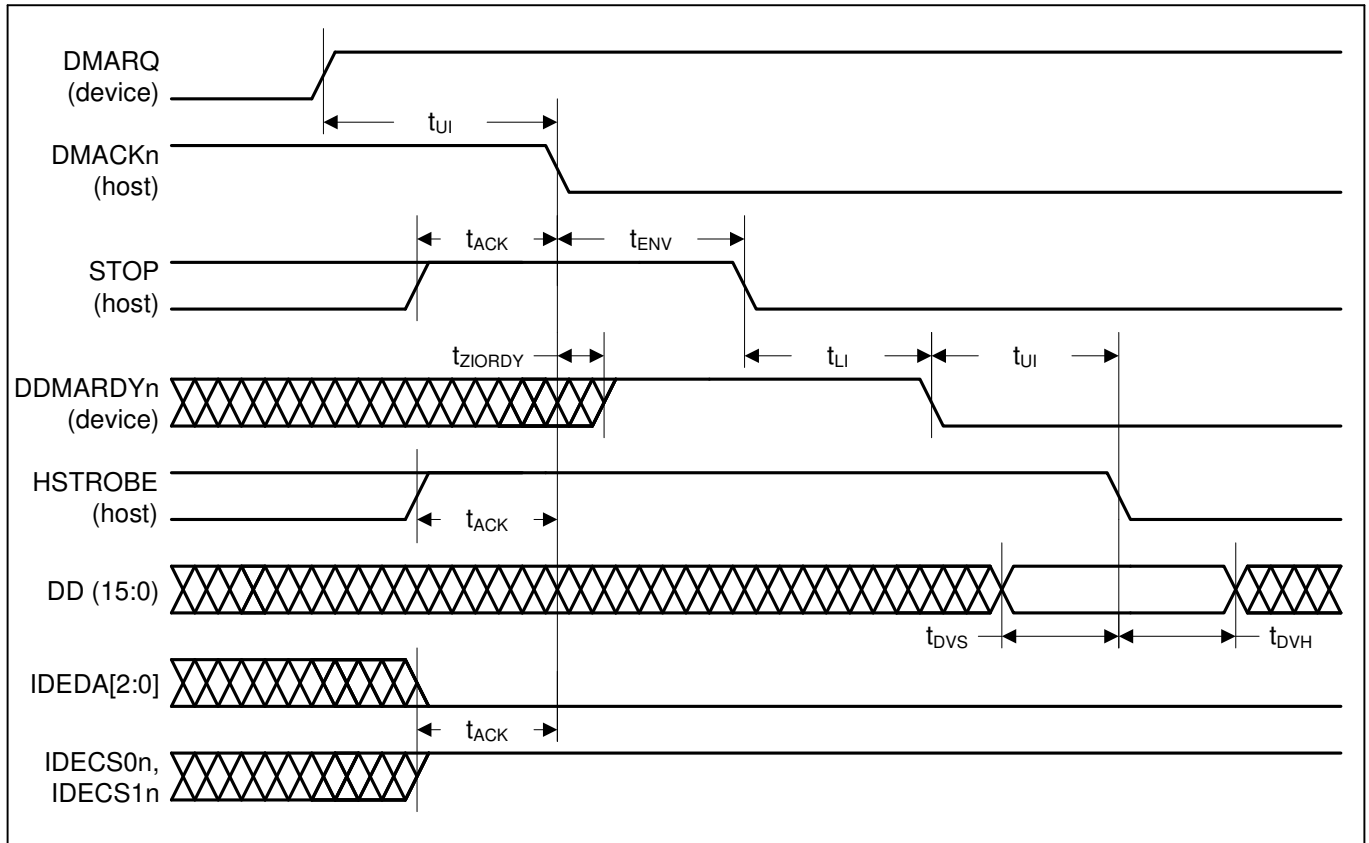 DMARQ
(device)
tUI
DMACKn
(host)
tACK
tENV
STOP
(host)
tZIORDY
tLI
tUI
DDMARDYn
(device)
HSTROBE
(host)
tACK
DD (15:0)
tDVS
tDVH
IDEDA[2:0]
tACK
IDECS0n,
IDECS1n